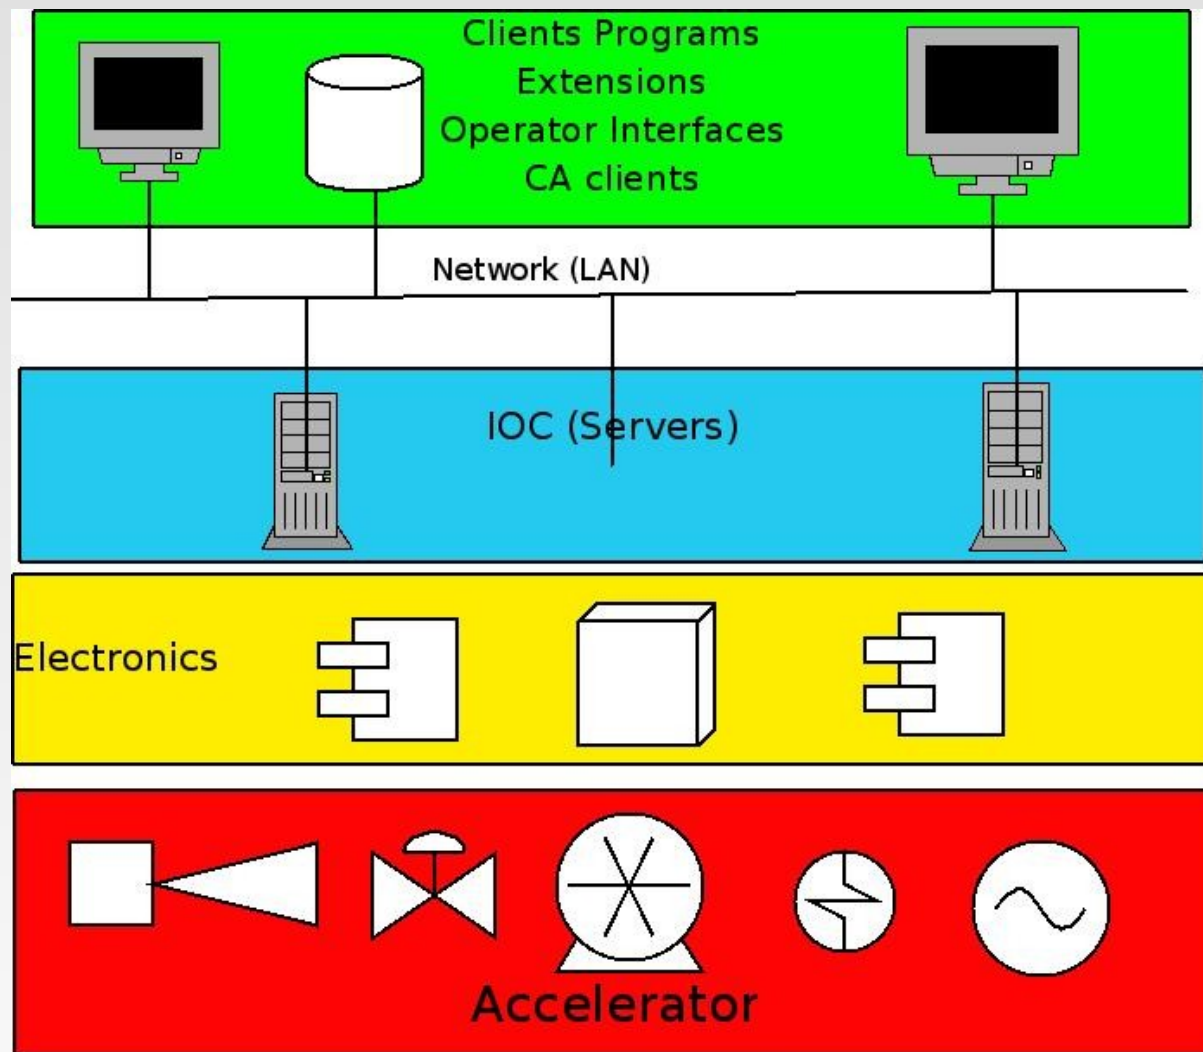 Clients Programs
Extensions
Operator Interfaces
CA clients
Network (LAN)
IOC (Servers)
Electronics
Accelerator